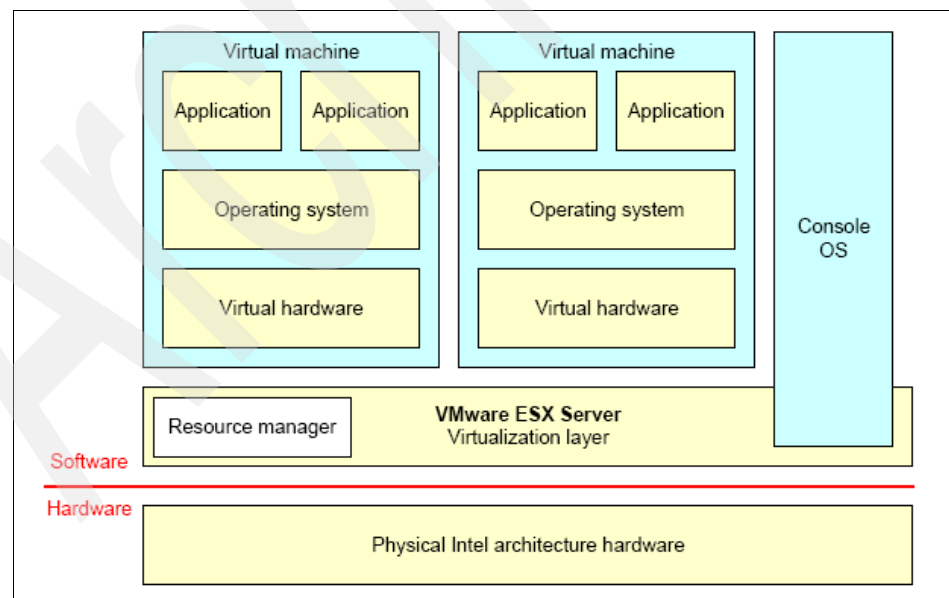 Virtual machine
Application
Application
Operating system
Virtual hardware
Virtual machine
Application
Application
Operating system
Virtual hardware
Console
OS
Resource manager
VMware ESX Server
Virtualization layer
Software
Hardware
Physical Intel architecture hardware